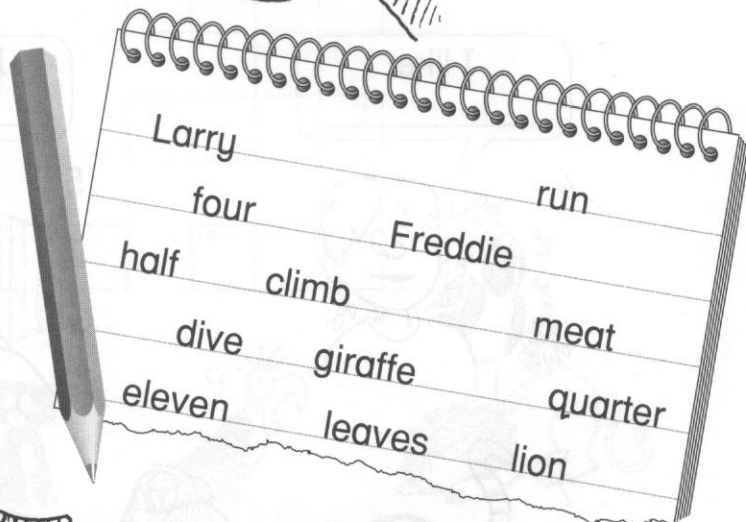 Larry
run
four Freddie
half climb
meat
dive giraffe
quarter
eleven leaves lion